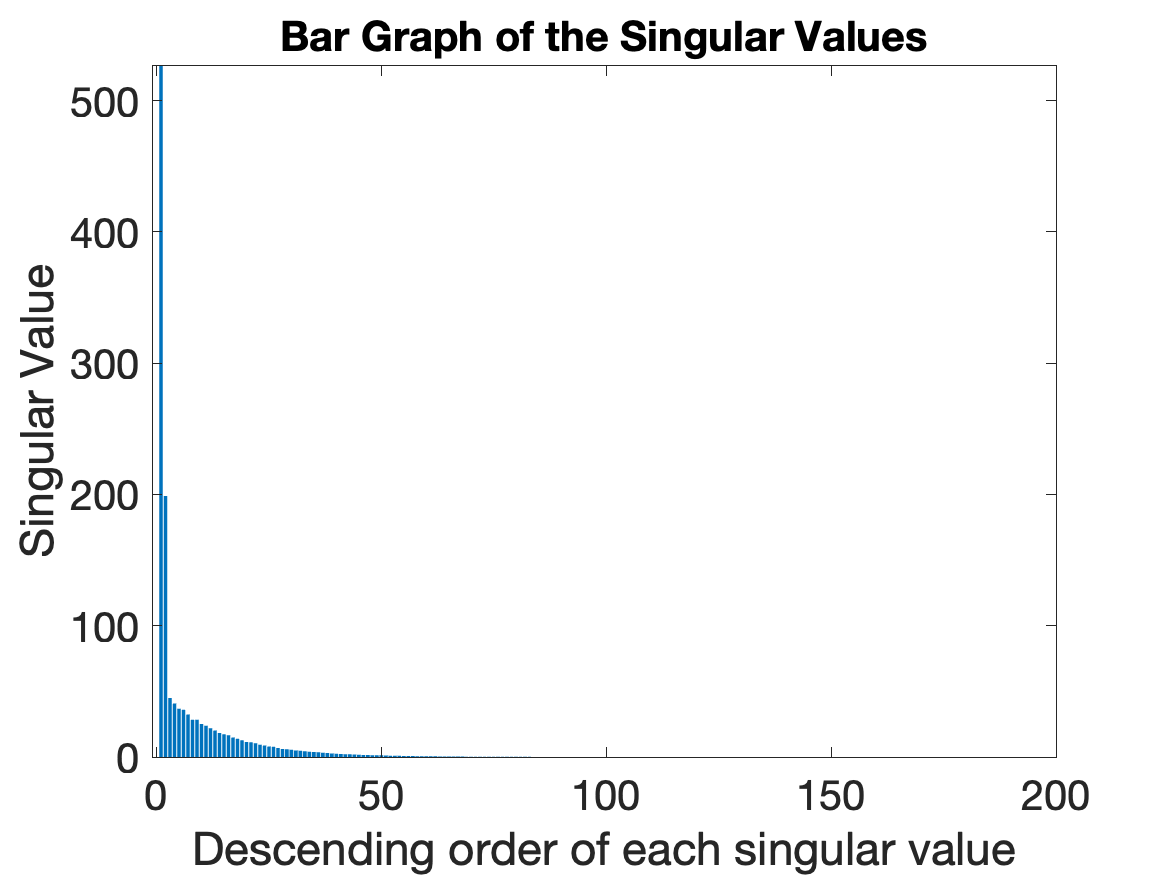 Bar Graph of the Singular Values
500
400
300
200
100
0
Singular Value
0 50 100 150 200
Descending order of each singular value